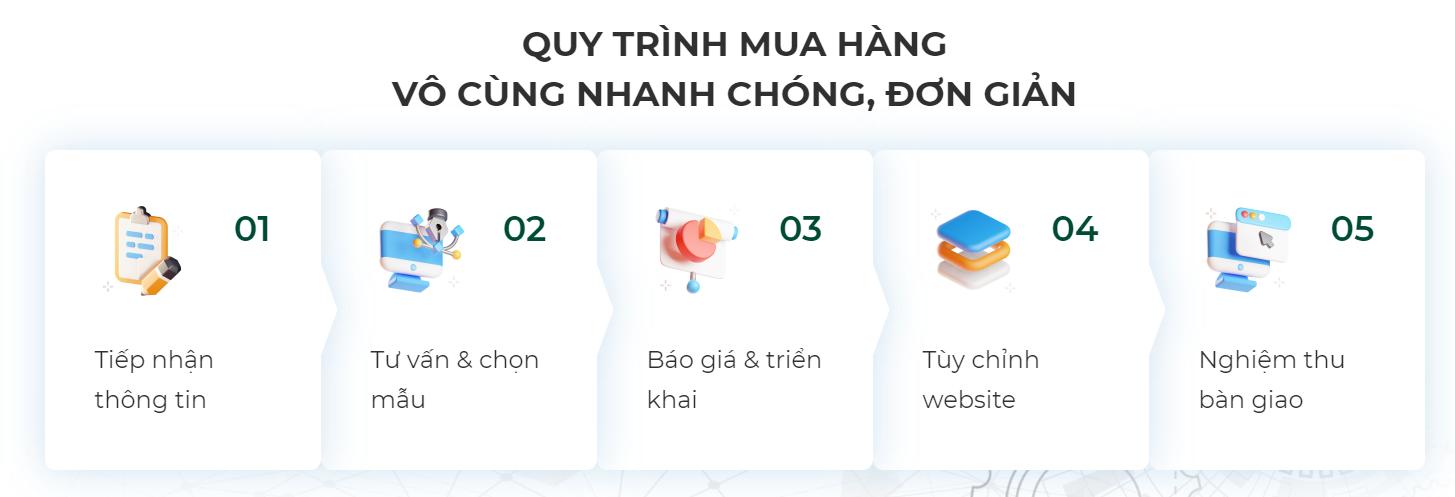 QUY TRÌNH MUA HÀNG
VÔ CÙNG NHANH CHÓNG, ĐƠN GIẢN
01
Tiếp nhận
thông tin
02
Tư vấn & chọn
mẫu
03
Báo giá & triển
khai
04
Tùy chỉnh
website
05
Nghiệm thu
bàn giao